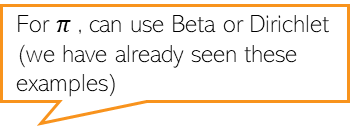 For π , can use Beta or Dirichlet
(we have already seen these
examples)